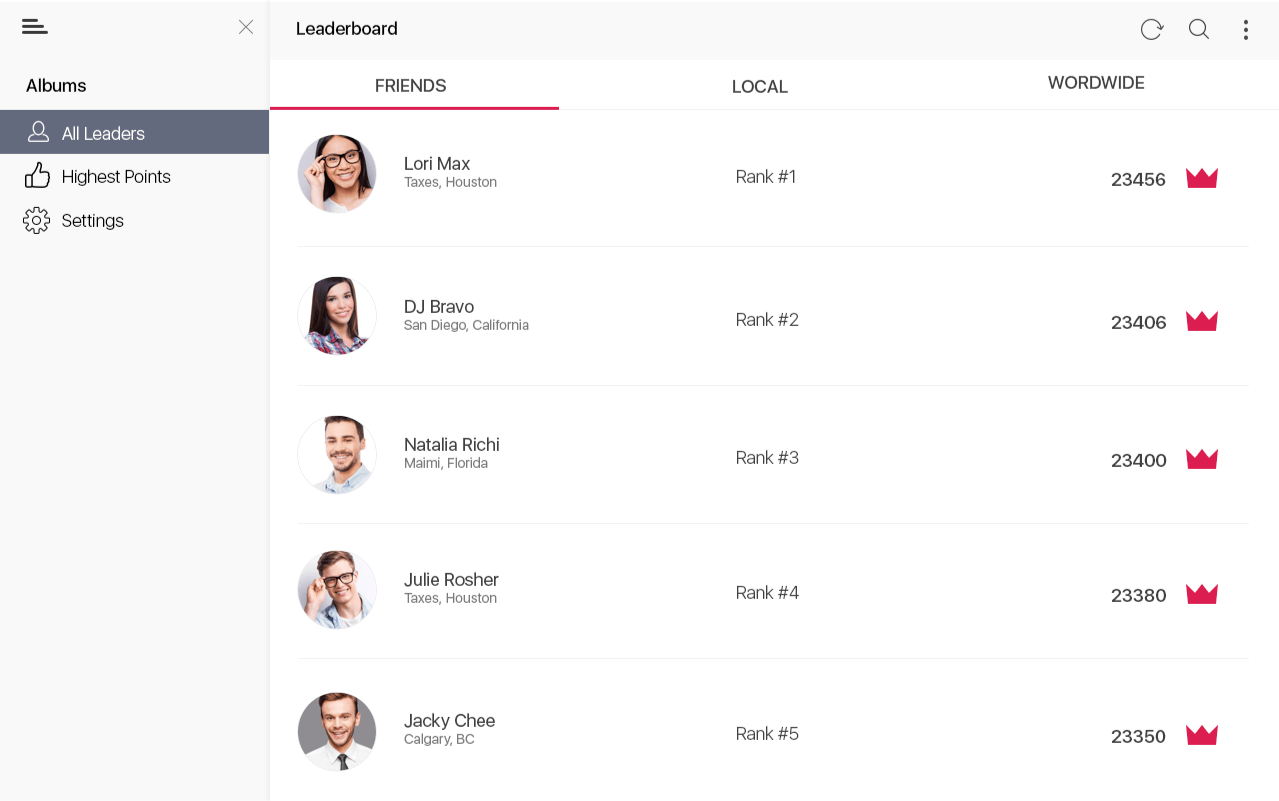 Leaderboard
Albums
All Leaders
Highest Points
Settings
FRIENDS
LOCAL
WORDWIDE
Lori Max
Taxes, Houston
Rank #1
23456
DJ Bravo
San Diego, California
Rank #2
23406
Natalia Richi
Maimi, Florida
Rank #3
23400
Julie Rosher
Taxes, Houston
Rank #4
23380
Jacky Chee
Calgary, BC
Rank #5
23350